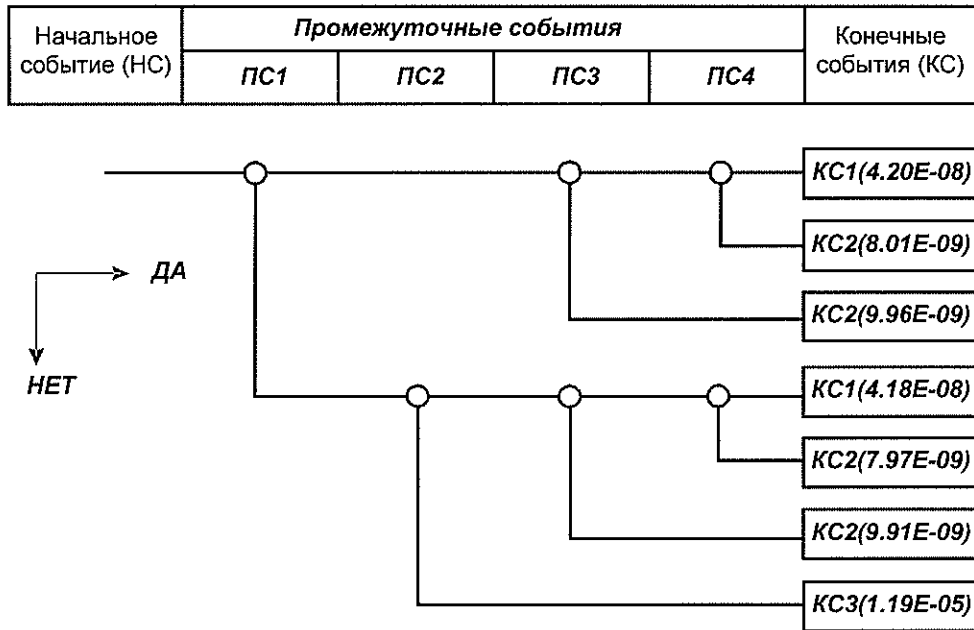 Начальное
событие (НС)
Промежуточные события
ПС1 ПС2 ПС3 ПС4
Конечные
события (КС)
КС1(4.20E-08)
КС2(8.01E-09)
ДА
КС2(9.96E-09)
НЕТ
КС1(4.18E-08)
КС2(7.97E-09)
КС2(9.91E-09)
КС3(1.19E-05)